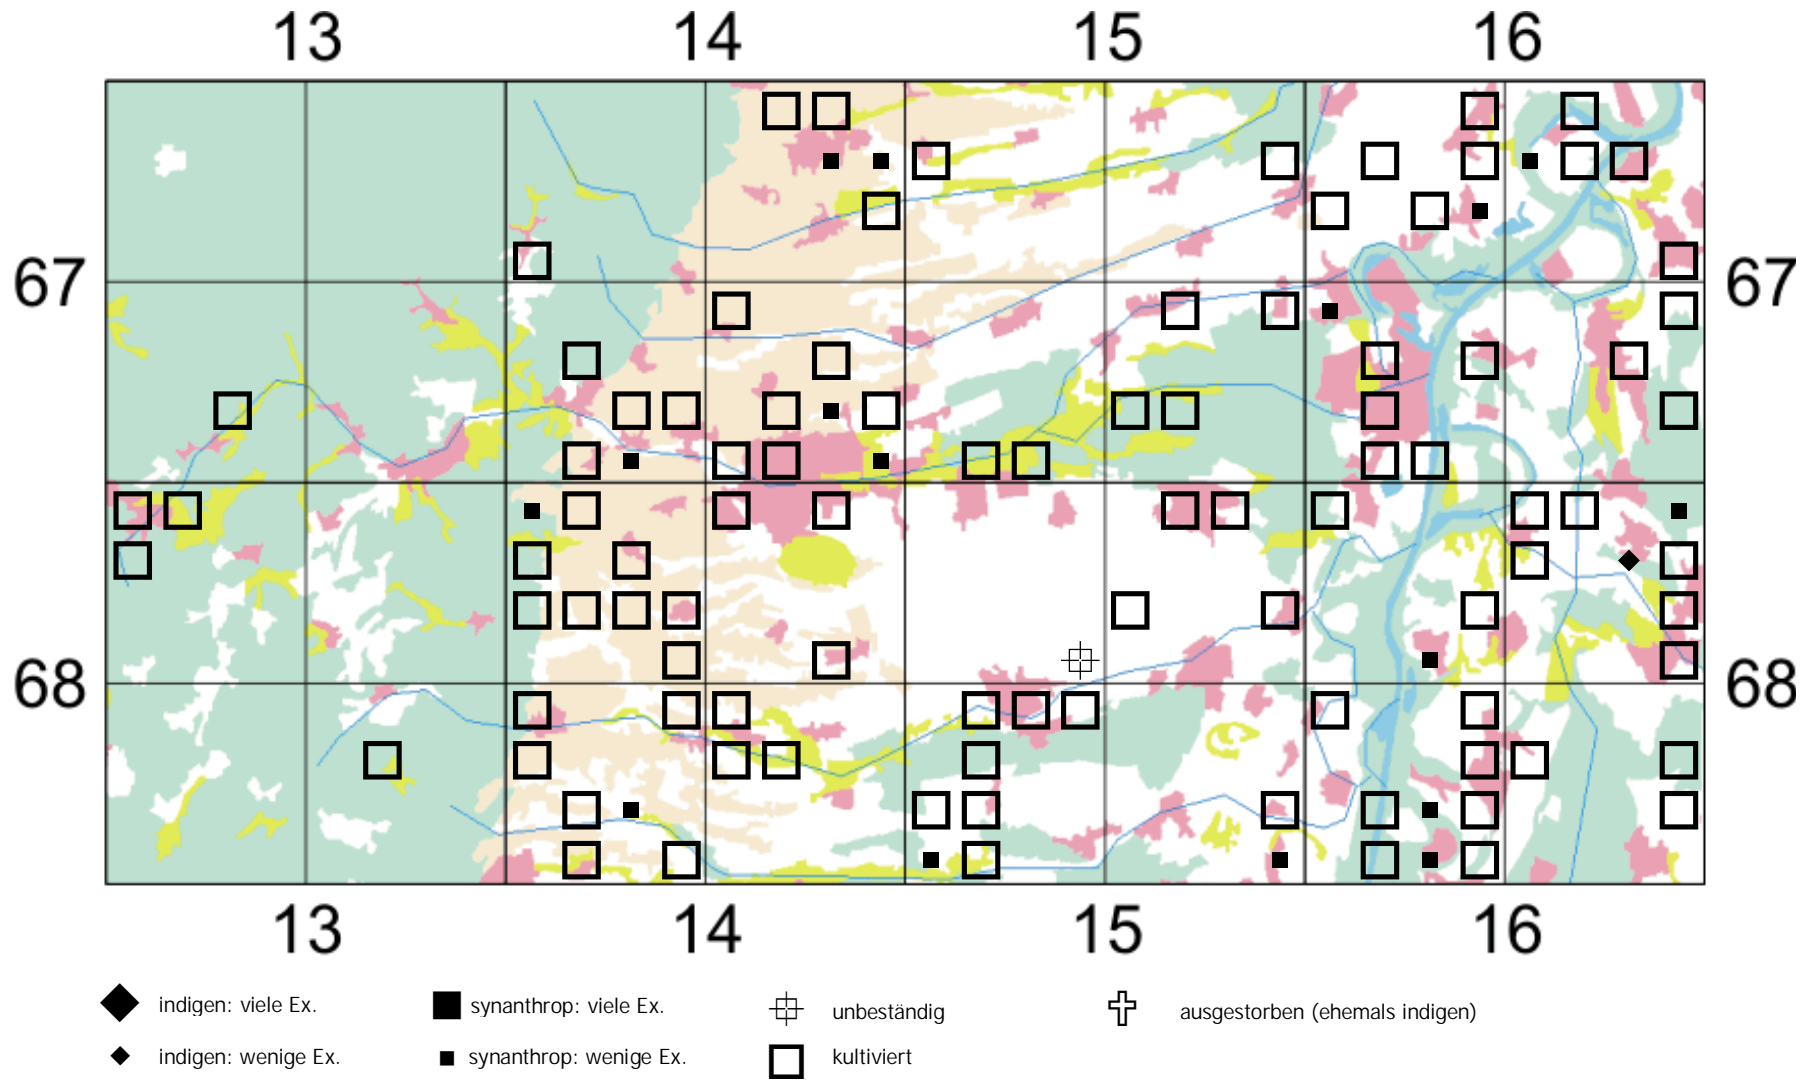 13 14 15 16
67 67
68 68
13 14 15 16
indigen: viele Ex. synanthrop: viele Ex. unbeständig ausgestorben (ehemals indigen)
indigen: wenige Ex. synanthrop: wenige Ex. kultiviert